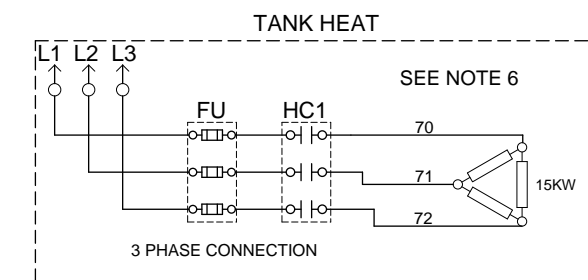 TANK HEAT
L1 L2 L3
SEE NOTE 6
FU HC1
70
71
15KW
72
3 PHASE CONNECTION